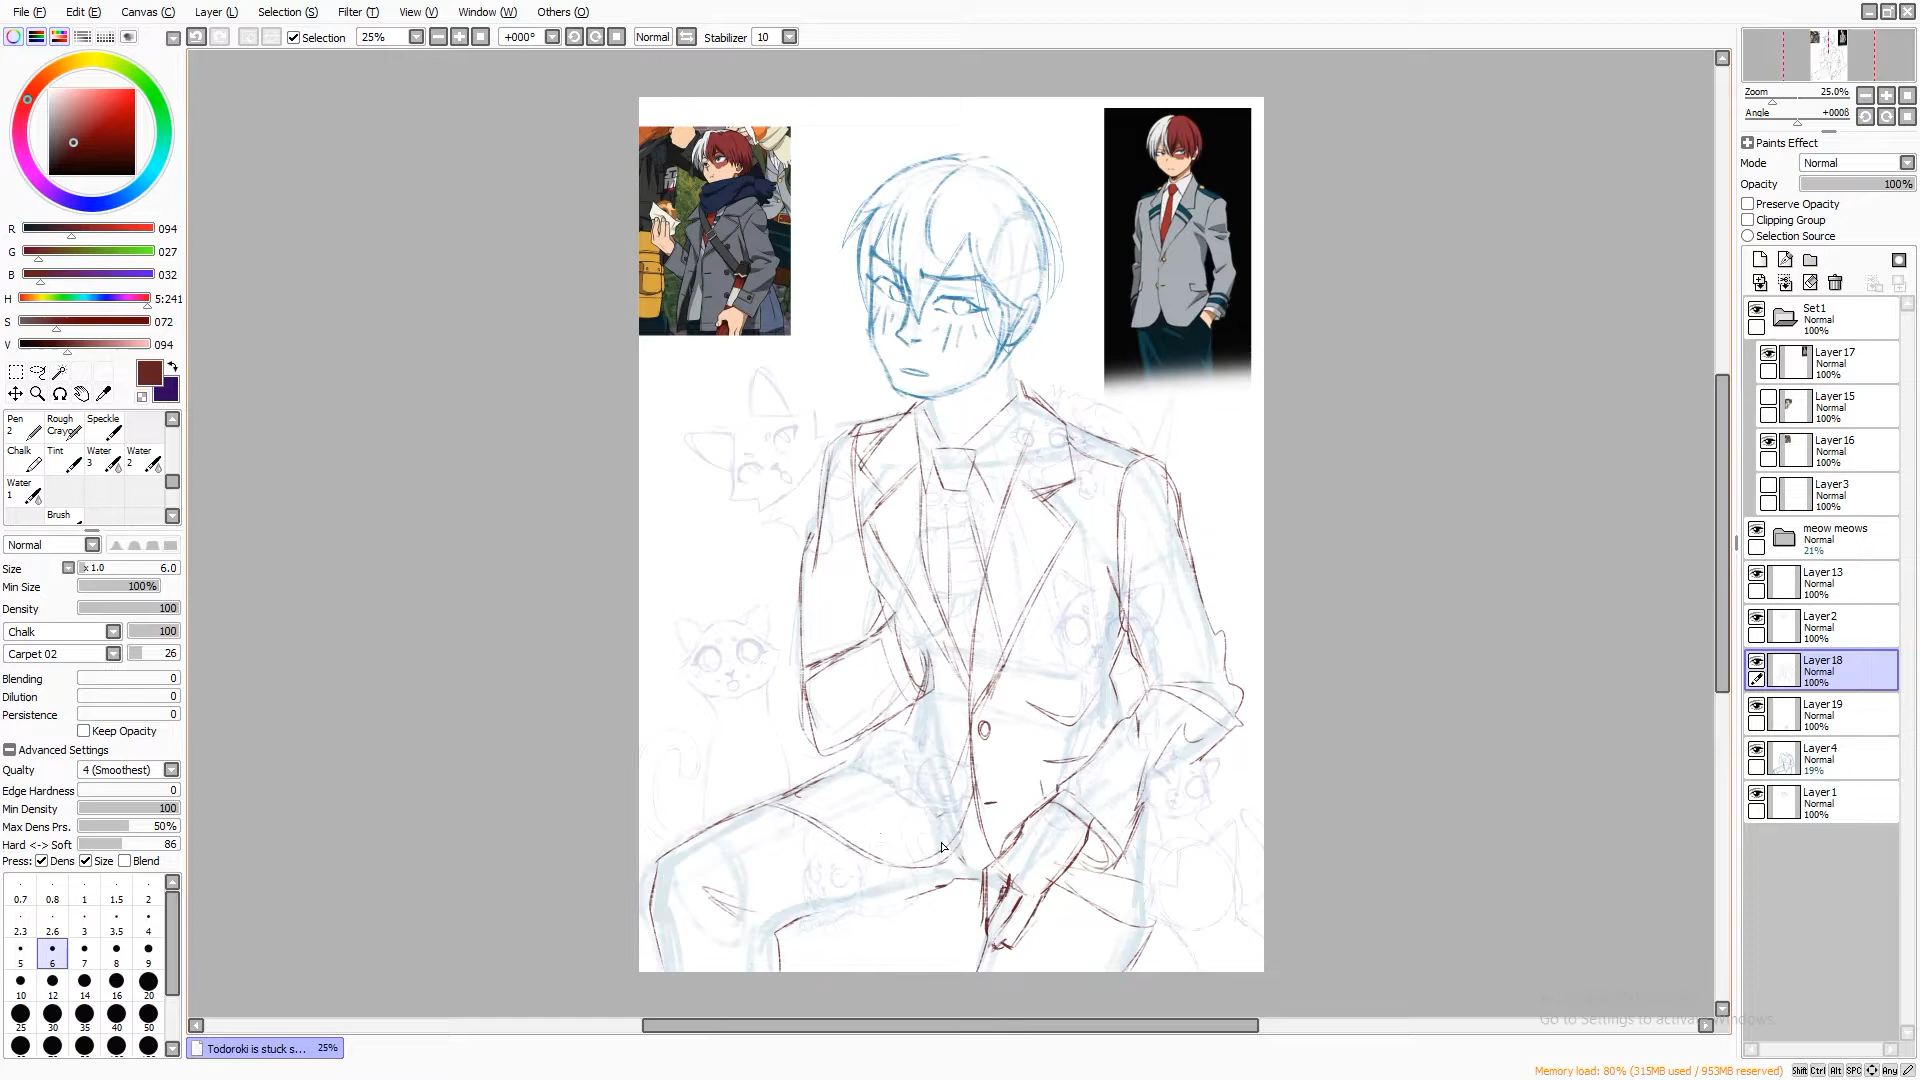 File (F) Edit (E) Canvas (C) Layer (L) Selection (S) Filter (T) View (V) Window (W) Others (O)
Selection 25% +000° Normal Stabilizer 10
Zoom 25.0%
Angle +000
Paints Effect
Mode Normal
Opacity 100%
Preserve Opacity
Clipping Group
Selection Source
R 094
G 027
B 032
H 5:241
S 072
V 094
Pen 2 Rough Crayon Speckle
Chalk Tint Water 3 Water 2
Water 1
Brush
Normal
Size x 1.0 6.0
Min Size 100%
Density 100
Chalk 100
Carpet 02 26
Blending 0
Dilution 0
Persistence 0
Keep Opacity
Advanced Settings
Qualty 4 (Smoothest)
Edge Hardness 0
Min Density 100
Max Dens Prs. 50%
Hard <-> Soft 86
Press: Dens Size Blend
0.7 0.8 1 1.5 2
2.3 2.6 3 3.5 4
5 6 7 8 9
10 12 14 16 20
25 30 35 40 50
Set1
Normal
100%
Layer17
Normal
100%
Layer15
Normal
100%
Layer16
Normal
100%
Layer3
Normal
100%
meow meows
Normal
21%
Layer13
Normal
100%
Layer2
Normal
100%
Layer18
Normal
100%
Layer19
Normal
100%
Layer4
Normal
19%
Layer1
Normal
100%
Go to Settings to activate Windows.
Todoroki is stuck s... 25%
Memory load: 80% (315MB used / 953MB reserved) Shift Ctrl Alt SPC Any